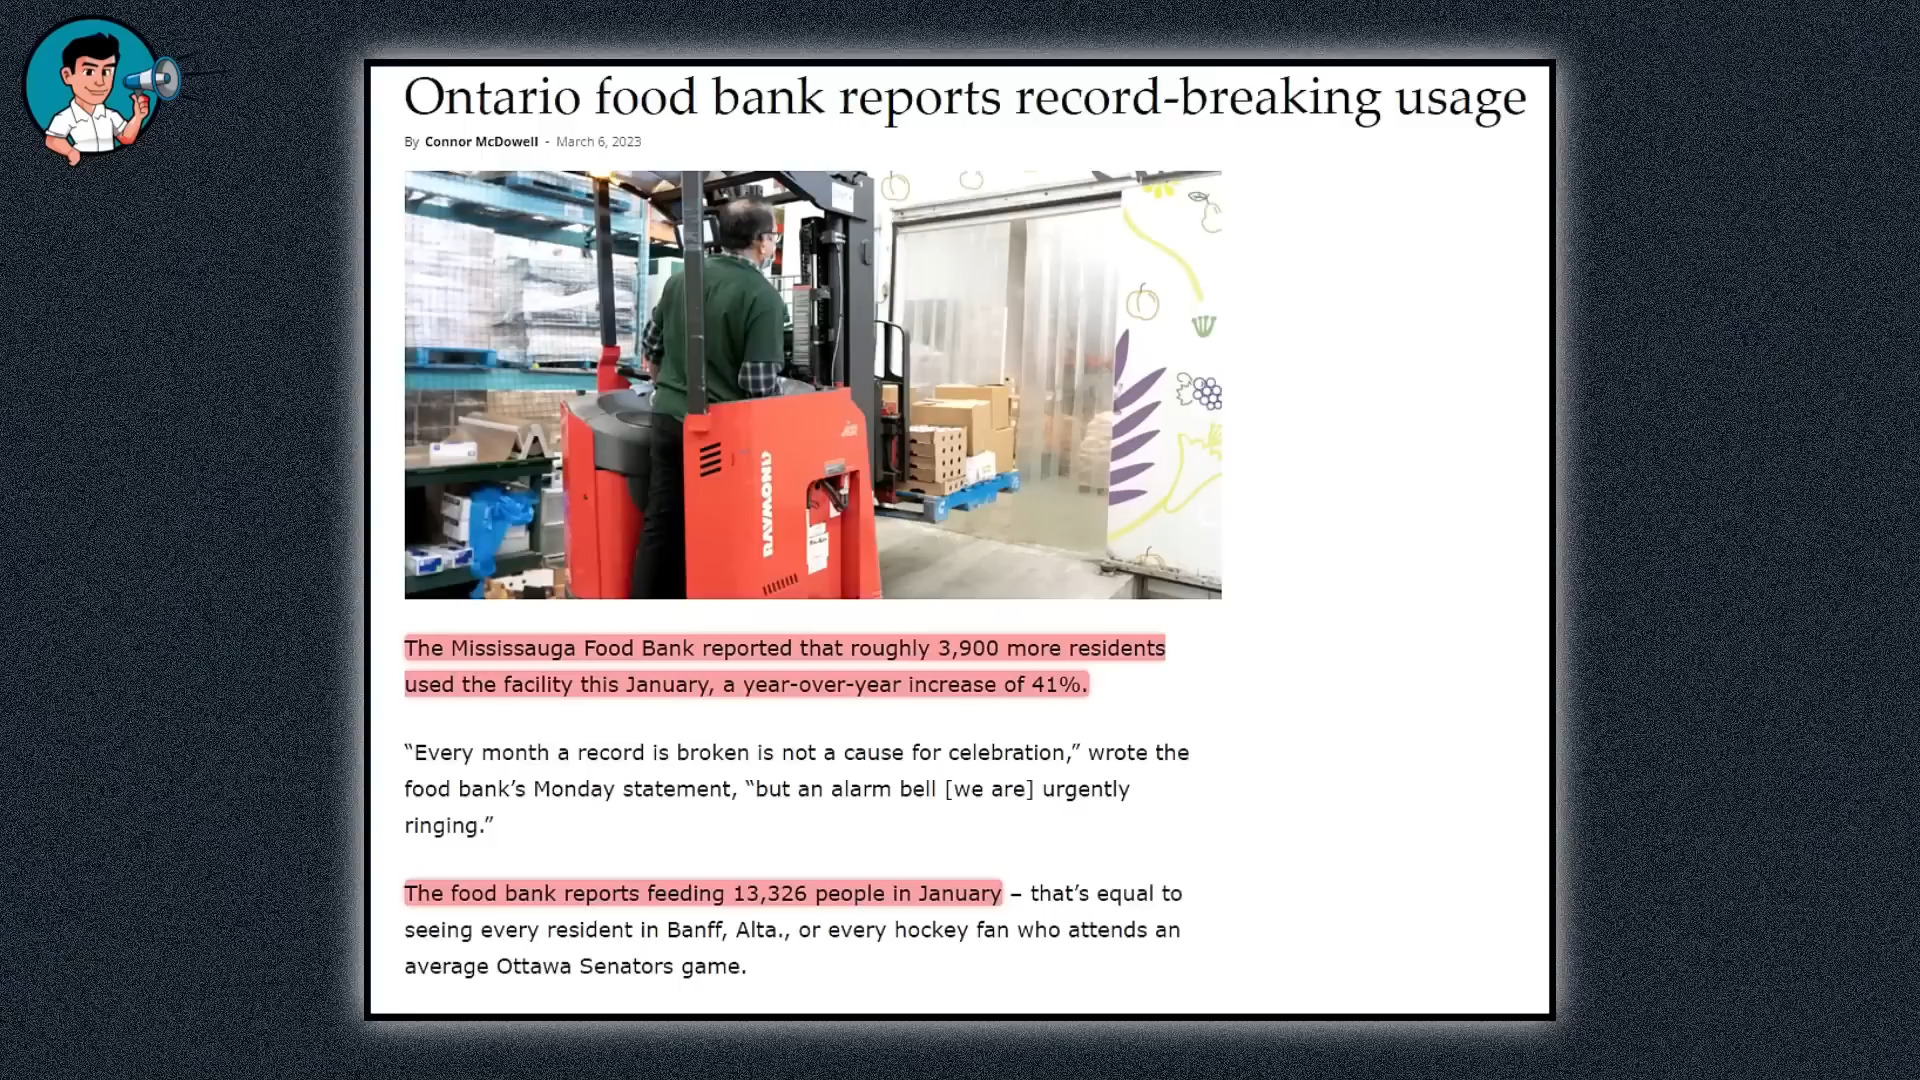 Ontario food bank reports record-breaking usage
By Connor McDowell - March 6, 2023
RAYMOND
The Mississauga Food Bank reported that roughly 3,900 more residents
used the facility this January, a year-over-year increase of 41%.
“Every month a record is broken is not a cause for celebration,” wrote the
food bank’s Monday statement, “but an alarm bell [we are] urgently
ringing.”
The food bank reports feeding 13,326 people in January – that’s equal to
seeing every resident in Banff, Alta., or every hockey fan who attends an
average Ottawa Senators game.